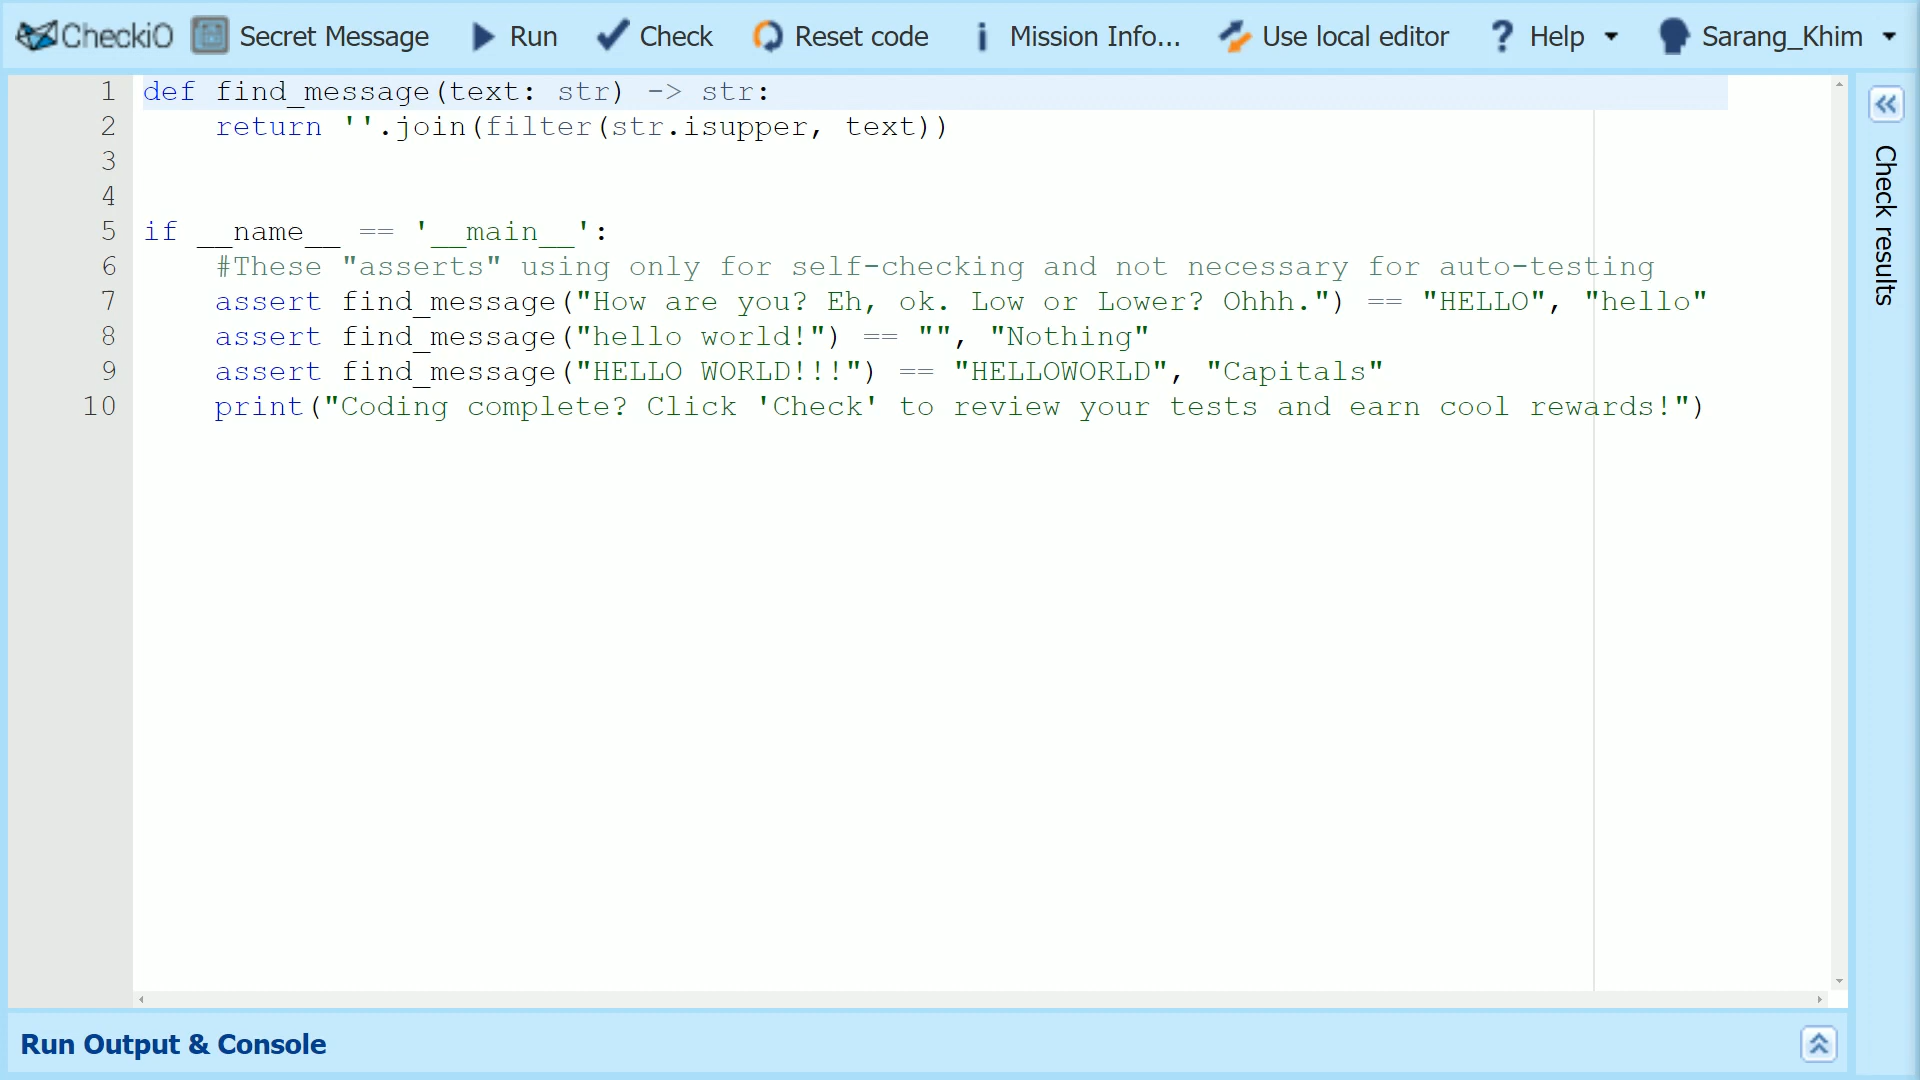 CheckiO Secret Message Run Check Reset code Mission Info... Use local editor ? Help Sarang_Khim
1 def find_message(text: str) -> str:
2     return ''.join(filter(str.isupper, text))
3
4
5 if __name__ == '__main__':
6     #These "asserts" using only for self-checking and not necessary for auto-testing
7     assert find_message("How are you? Eh, ok. Low or Lower? Ohhh.") == "HELLO", "hello"
8     assert find_message("hello world!") == "", "Nothing"
9     assert find_message("HELLO WORLD!!!") == "HELLOWORLD", "Capitals"
10     print("Coding complete? Click 'Check' to review your tests and earn cool rewards!")
Check results
Run Output & Console